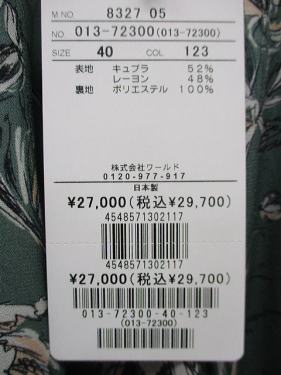 M NO. 8327 05
NO. 013-72300(013-72300)
SIZE 40 COL. 123
表地 キュプラ 52%
レーヨン 48%
裏地 ポリエステル 100%
株式会社ワールド
0120-977-917
日本製
¥27,000(税込¥29,700)
4548571302117
4548571302117
¥27,000(税込¥29,700)
013-72300-40-123
(013-72300)